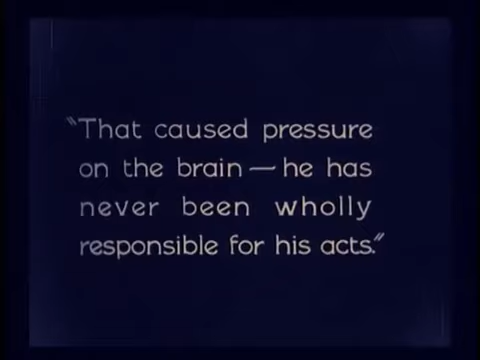 "That caused pressure
on the brain — he has
never been wholly
responsible for his acts."